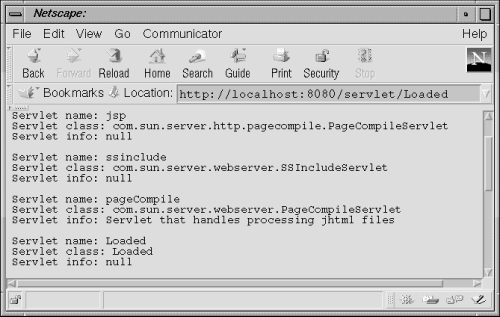 Netscape:
File Edit View Go Communicator Help
Back Forward Reload Home Search Guide Print Security Stop
N
Bookmarks Location: http://localhost:8080/servlet/Loaded
Servlet name: jsp
Servlet class: com.sun.server.http.pagecompile.PageCompileServlet
Servlet info: null
Servlet name: ssinclude
Servlet class: com.sun.server.webserver.SSIncludeServlet
Servlet info: null
Servlet name: pageCompile
Servlet class: com.sun.server.webserver.PageCompileServlet
Servlet info: Servlet that handles processing jhtml files
Servlet name: Loaded
Servlet class: Loaded
Servlet info: null